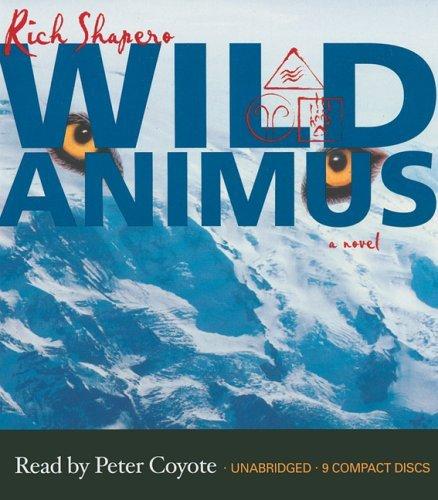 Rich Shapero
WILD
ANIMUS
a novel
Read by Peter Coyote · UNABRIDGED · 9 COMPACT DISCS